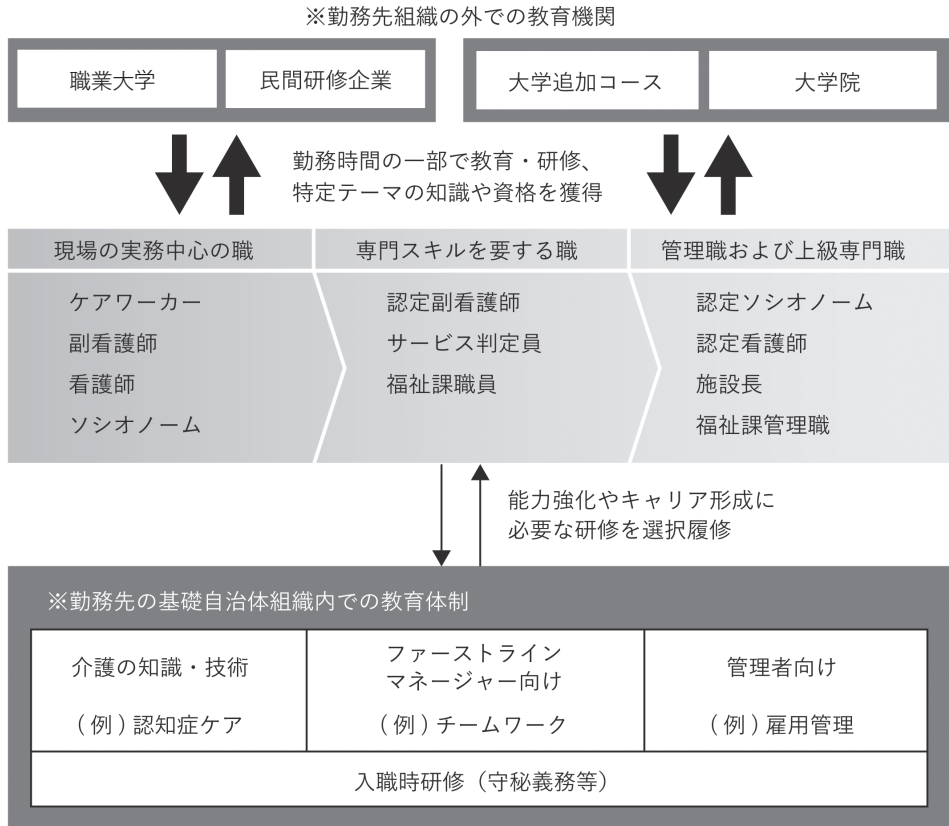 ※勤務先組織の外での教育機関
職業大学
民間研修企業
大学追加コース
大学院
勤務時間の一部で教育・研修、
特定テーマの知識や資格を獲得
現場の実務中心の職
専門スキルを要する職
管理職および上級専門職
ケアワーカー
副看護師
看護師
ソシオノーム
認定副看護師
サービス判定員
福祉課職員
認定ソシオノーム
認定看護師
施設長
福祉課管理職
能力強化やキャリア形成に
必要な研修を選択履修
※勤務先の基礎自治体組織内での教育体制
介護の知識・技術
(例)認知症ケア
ファーストライン
マネージャー向け
(例)チームワーク
管理者向け
(例)雇用管理
入職時研修（守秘義務等）